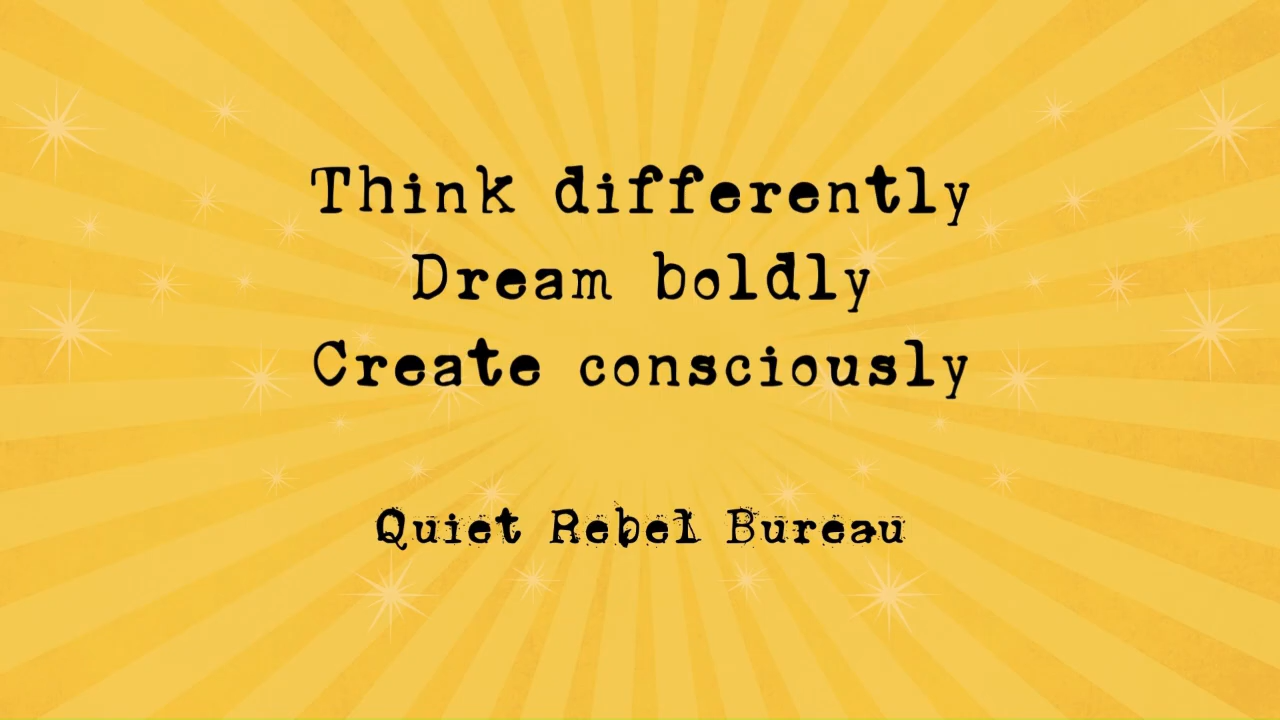 Think differently
Dream boldly
Create consciously
Quiet Rebel Bureau